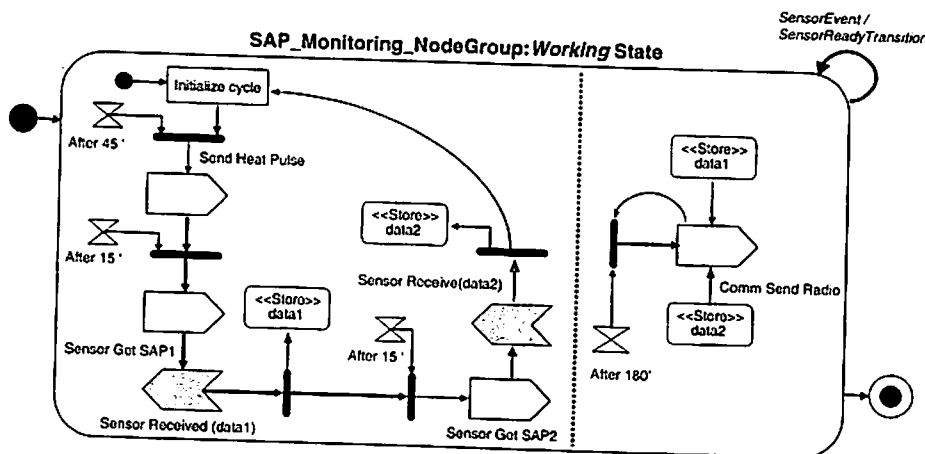 SensorEvent /
SensorReadyTransition
SAP_Monitoring_NodeGroup:Working State
Initialize cycle
After 45 '
Send Heat Pulse
<<Store>>
data1
<<Store>>
data2
After 15 '
Sensor Receive(data2)
Comm Send Radio
<<Store>>
data1
<<Store>>
data2
Sensor Got SAP1
After 15 '
After 180'
Sensor Received (data1)
Sensor Got SAP2